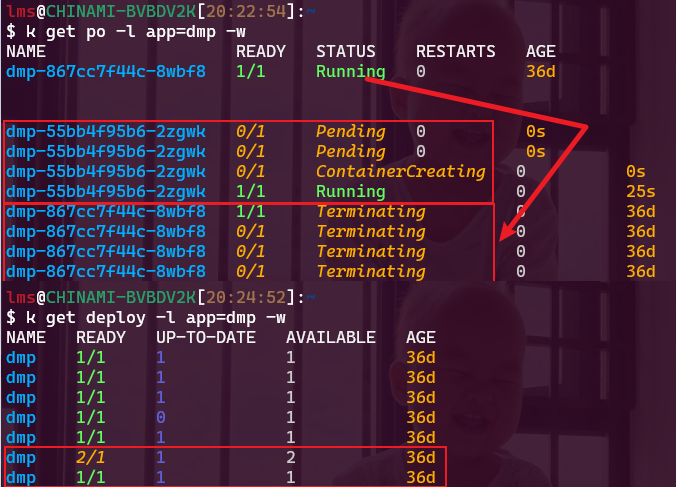 lms@CHINAMI-BVBDV2K[20:22:54]:~
$ k get po -l app=dmp -w
NAME READY STATUS RESTARTS AGE
dmp-867cc7f44c-8wbf8 1/1 Running 0 36d
dmp-55bb4f95b6-2zgwk 0/1 Pending 0 0s
dmp-55bb4f95b6-2zgwk 0/1 Pending 0 0s
dmp-55bb4f95b6-2zgwk 0/1 ContainerCreating 0 0s
dmp-55bb4f95b6-2zgwk 1/1 Running 0 25s
dmp-867cc7f44c-8wbf8 1/1 Terminating 0 36d
dmp-867cc7f44c-8wbf8 0/1 Terminating 0 36d
dmp-867cc7f44c-8wbf8 0/1 Terminating 0 36d
dmp-867cc7f44c-8wbf8 0/1 Terminating 0 36d
lms@CHINAMI-BVBDV2K[20:24:52]:~
$ k get deploy -l app=dmp -w
NAME READY UP-TO-DATE AVAILABLE AGE
dmp 1/1 1 1 36d
dmp 1/1 1 1 36d
dmp 1/1 1 1 36d
dmp 1/1 0 1 36d
dmp 1/1 1 1 36d
dmp 2/1 1 2 36d
dmp 1/1 1 1 36d